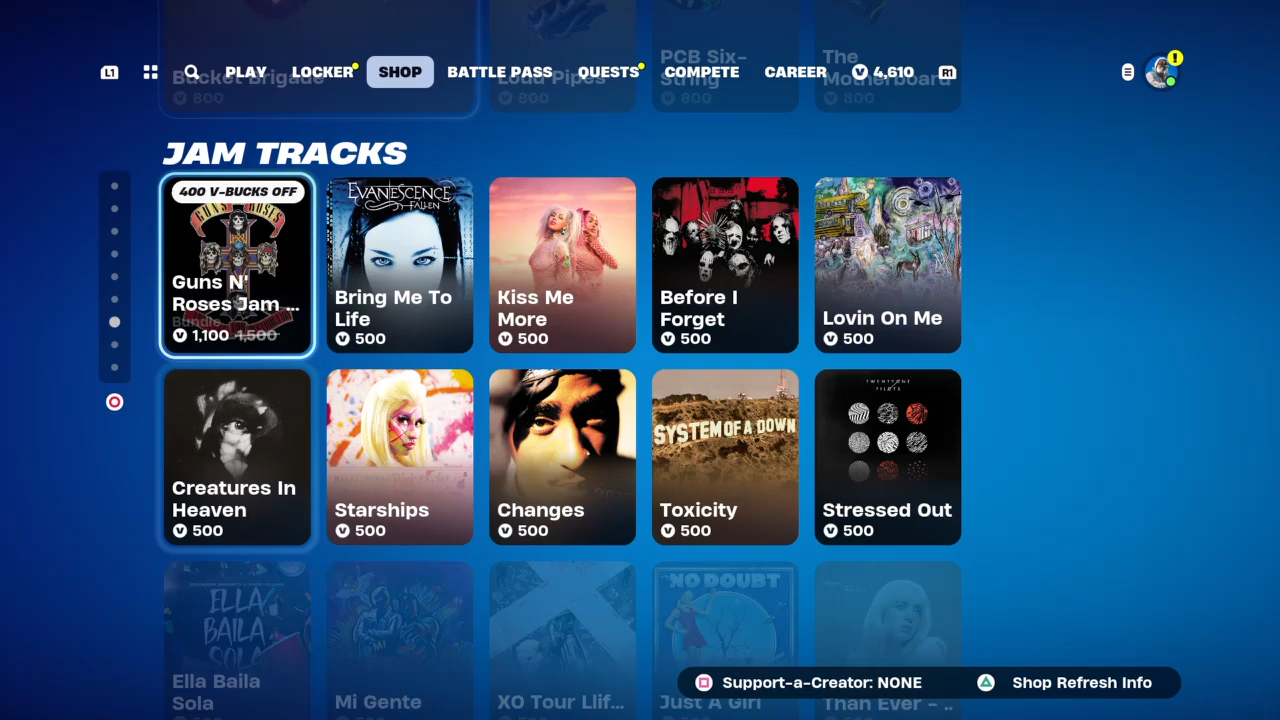 Bucket Brigade
800
Loud Pipes
800
PCB Six-
String
800
The
Motherboard
800
L1
PLAY
LOCKER
SHOP
BATTLE PASS
QUESTS
COMPETE
CAREER
V 4,610
R1
!
JAM TRACKS
400 V-BUCKS OFF
GUNS ROSES
Guns N'
Roses Jam ...
Bundle
V 1,100 1,500
EVANESCENCE
FALLEN
Bring Me To
Life
V 500
Kiss Me
More
V 500
Before I
Forget
V 500
Lovin On Me
V 500
Creatures In
Heaven
V 500
Starships
V 500
Changes
V 500
SYSTEM OF A DOWN
Toxicity
V 500
TWENTY ONE
PILOTS
Stressed Out
V 500
ELLA
BAILA
SOLA
Ella Baila
Sola
Mi Gente
XO Tour Llif...
NO DOUBT
Just A Girl
Than Ever - ..
Support-a-Creator: NONE
Shop Refresh Info